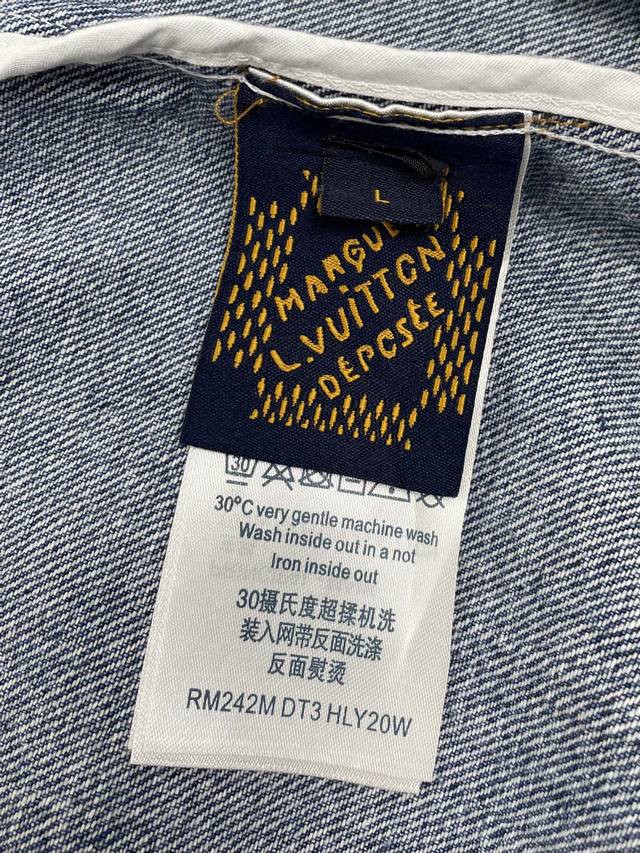 L
MARQUE
L.VUITTON
DÉPOSÉE
30
30°C very gentle machine wash
Wash inside out in a not
Iron inside out
30摄氏度超揉机洗
装入网带反面洗涤
反面熨烫
RM242M DT3 HLY20W